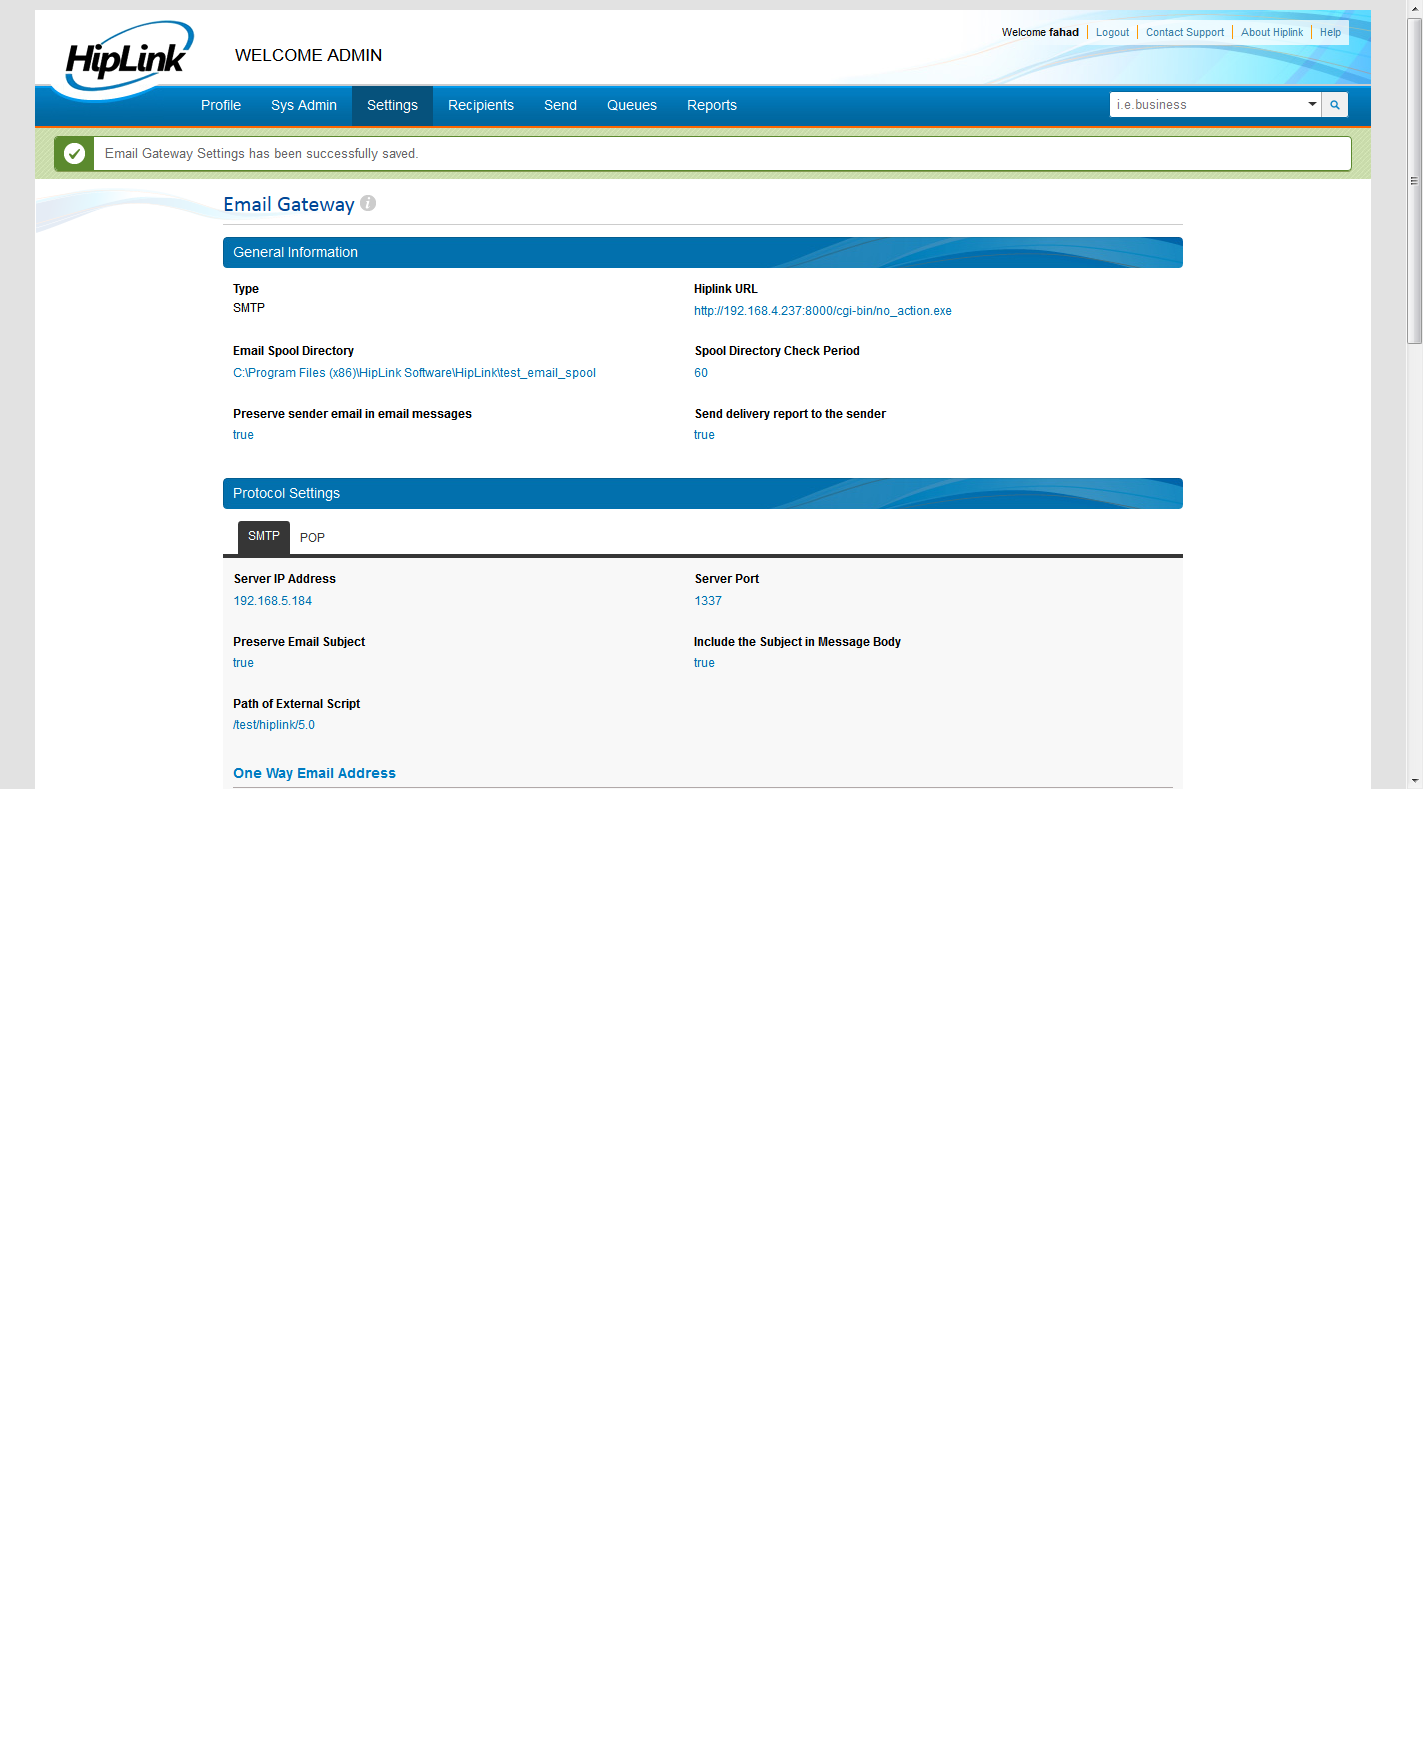 HipLink
WELCOME ADMIN
Welcome fahad Logout Contact Support About Hiplink Help
Profile Sys Admin Settings Recipients Send Queues Reports i.e.business
Email Gateway Settings has been successfully saved.
Email Gateway i
General Information
Type Hiplink URL
SMTP http://192.168.4.237:8000/cgi-bin/no_action.exe
Email Spool Directory Spool Directory Check Period
C:\Program Files (x86)\HipLink Software\HipLink\test_email_spool 60
Preserve sender email in email messages Send delivery report to the sender
true true
Protocol Settings
SMTP POP
Server IP Address Server Port
192.168.5.184 1337
Preserve Email Subject Include the Subject in Message Body
true true
Path of External Script
/test/hiplink/5.0
One Way Email Address